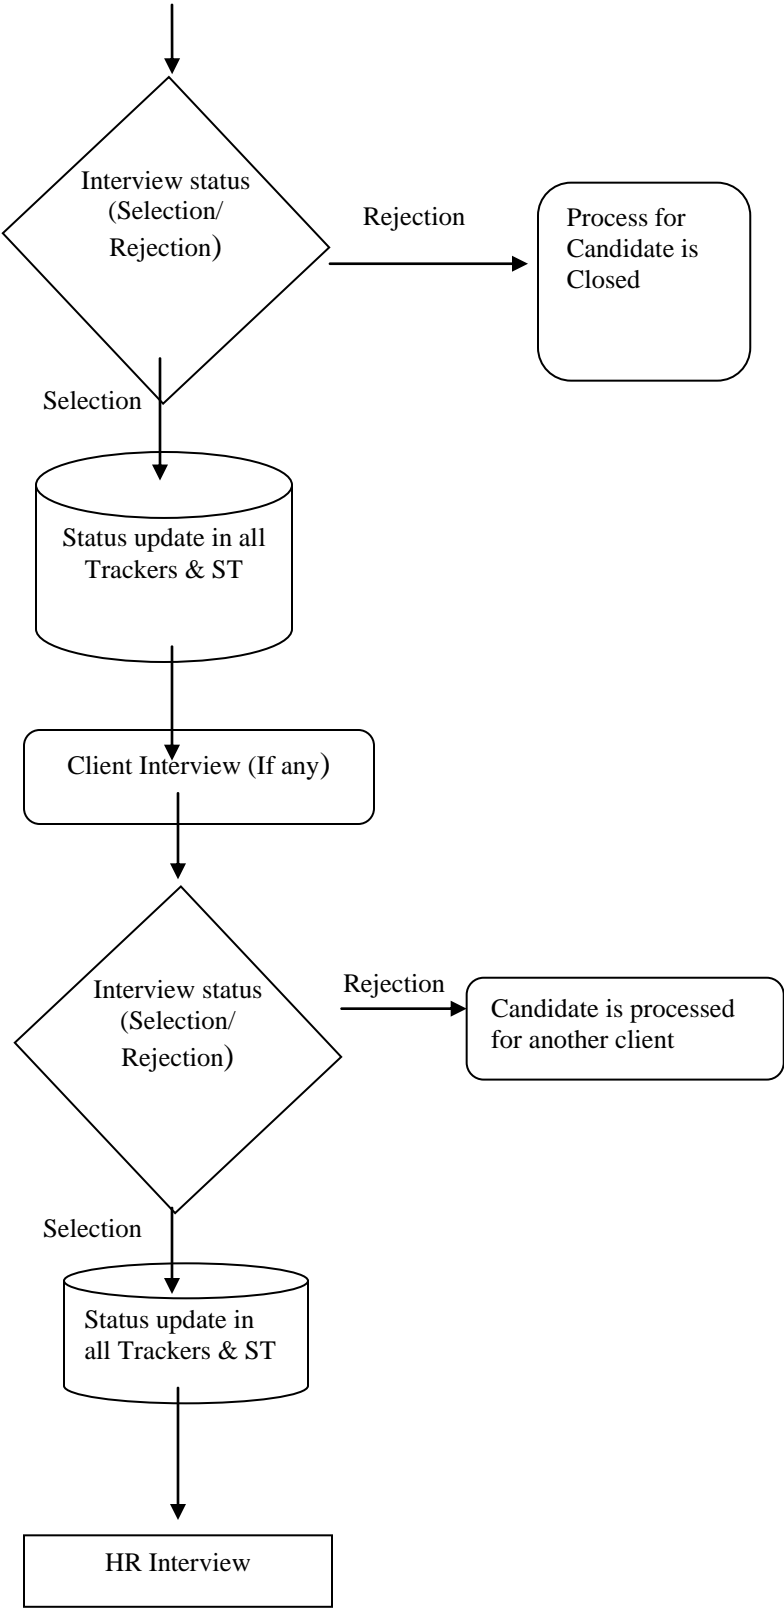 Interview status
(Selection/
Rejection)
Rejection
Process for
Candidate is
Closed
Selection
Status update in all
Trackers & ST
Client Interview (If any)
Interview status
(Selection/
Rejection)
Rejection
Candidate is processed
for another client
Selection
Status update in
all Trackers & ST
HR Interview